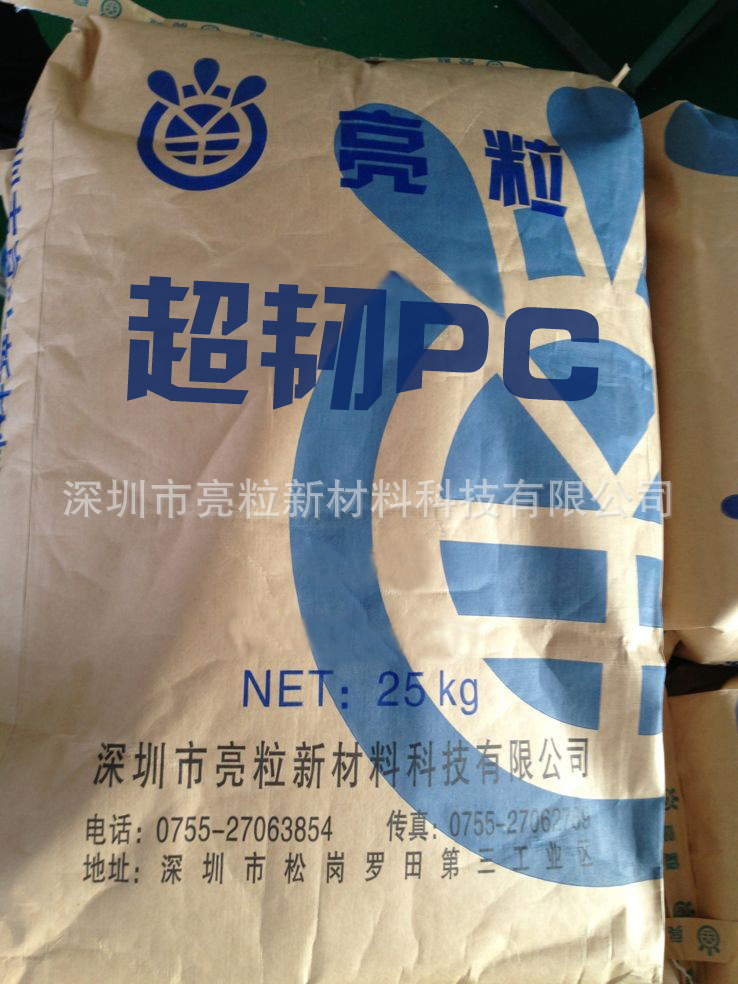 亮粒
超韧PC
深圳市亮粒新材料科技有限公司
NET: 25kg
深圳市亮粒新材料科技有限公司
电话: 0755-27063854 传真: 0755-27062759
地址: 深圳市松岗罗田第三工业区